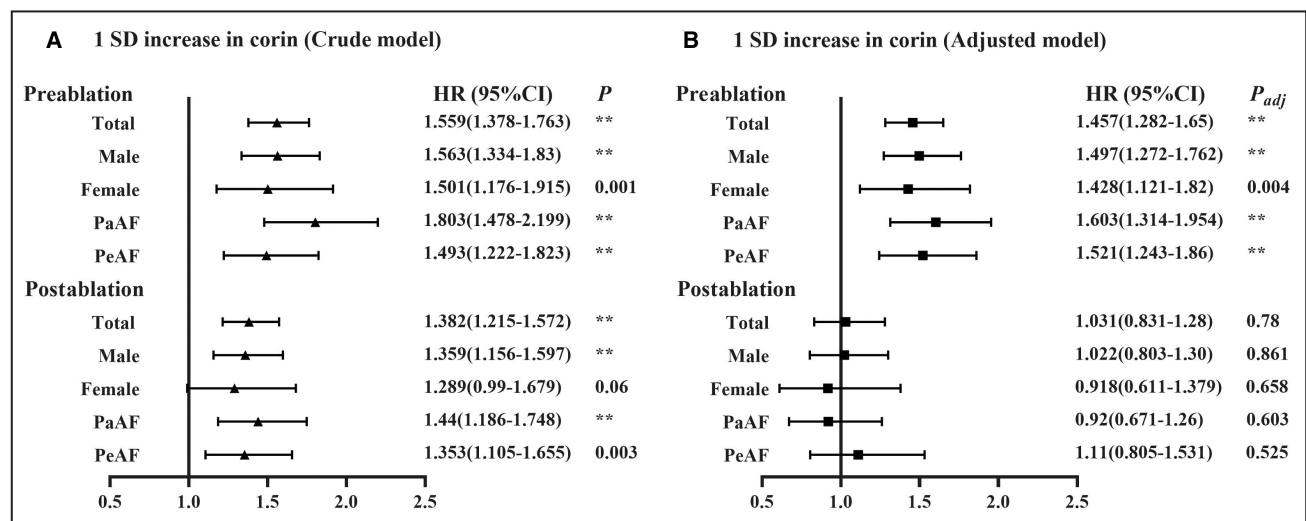 A 1 SD increase in corin (Crude model)
Preablation HR (95%CI) P
Total 1.559(1.378-1.763) **
Male 1.563(1.334-1.83) **
Female 1.501(1.176-1.915) 0.001
PaAF 1.803(1.478-2.199) **
PeAF 1.493(1.222-1.823) **
Postablation
Total 1.382(1.215-1.572) **
Male 1.359(1.156-1.597) **
Female 1.289(0.99-1.679) 0.06
PaAF 1.44(1.186-1.748) **
PeAF 1.353(1.105-1.655) 0.003
0.5 1.0 1.5 2.0 2.5
B 1 SD increase in corin (Adjusted model)
Preablation HR (95%CI) Padj
Total 1.457(1.282-1.65) **
Male 1.497(1.272-1.762) **
Female 1.428(1.121-1.82) 0.004
PaAF 1.603(1.314-1.954) **
PeAF 1.521(1.243-1.86) **
Postablation
Total 1.031(0.831-1.28) 0.78
Male 1.022(0.803-1.30) 0.861
Female 0.918(0.611-1.379) 0.658
PaAF 0.92(0.671-1.26) 0.603
PeAF 1.11(0.805-1.531) 0.525
0.5 1.0 1.5 2.0 2.5